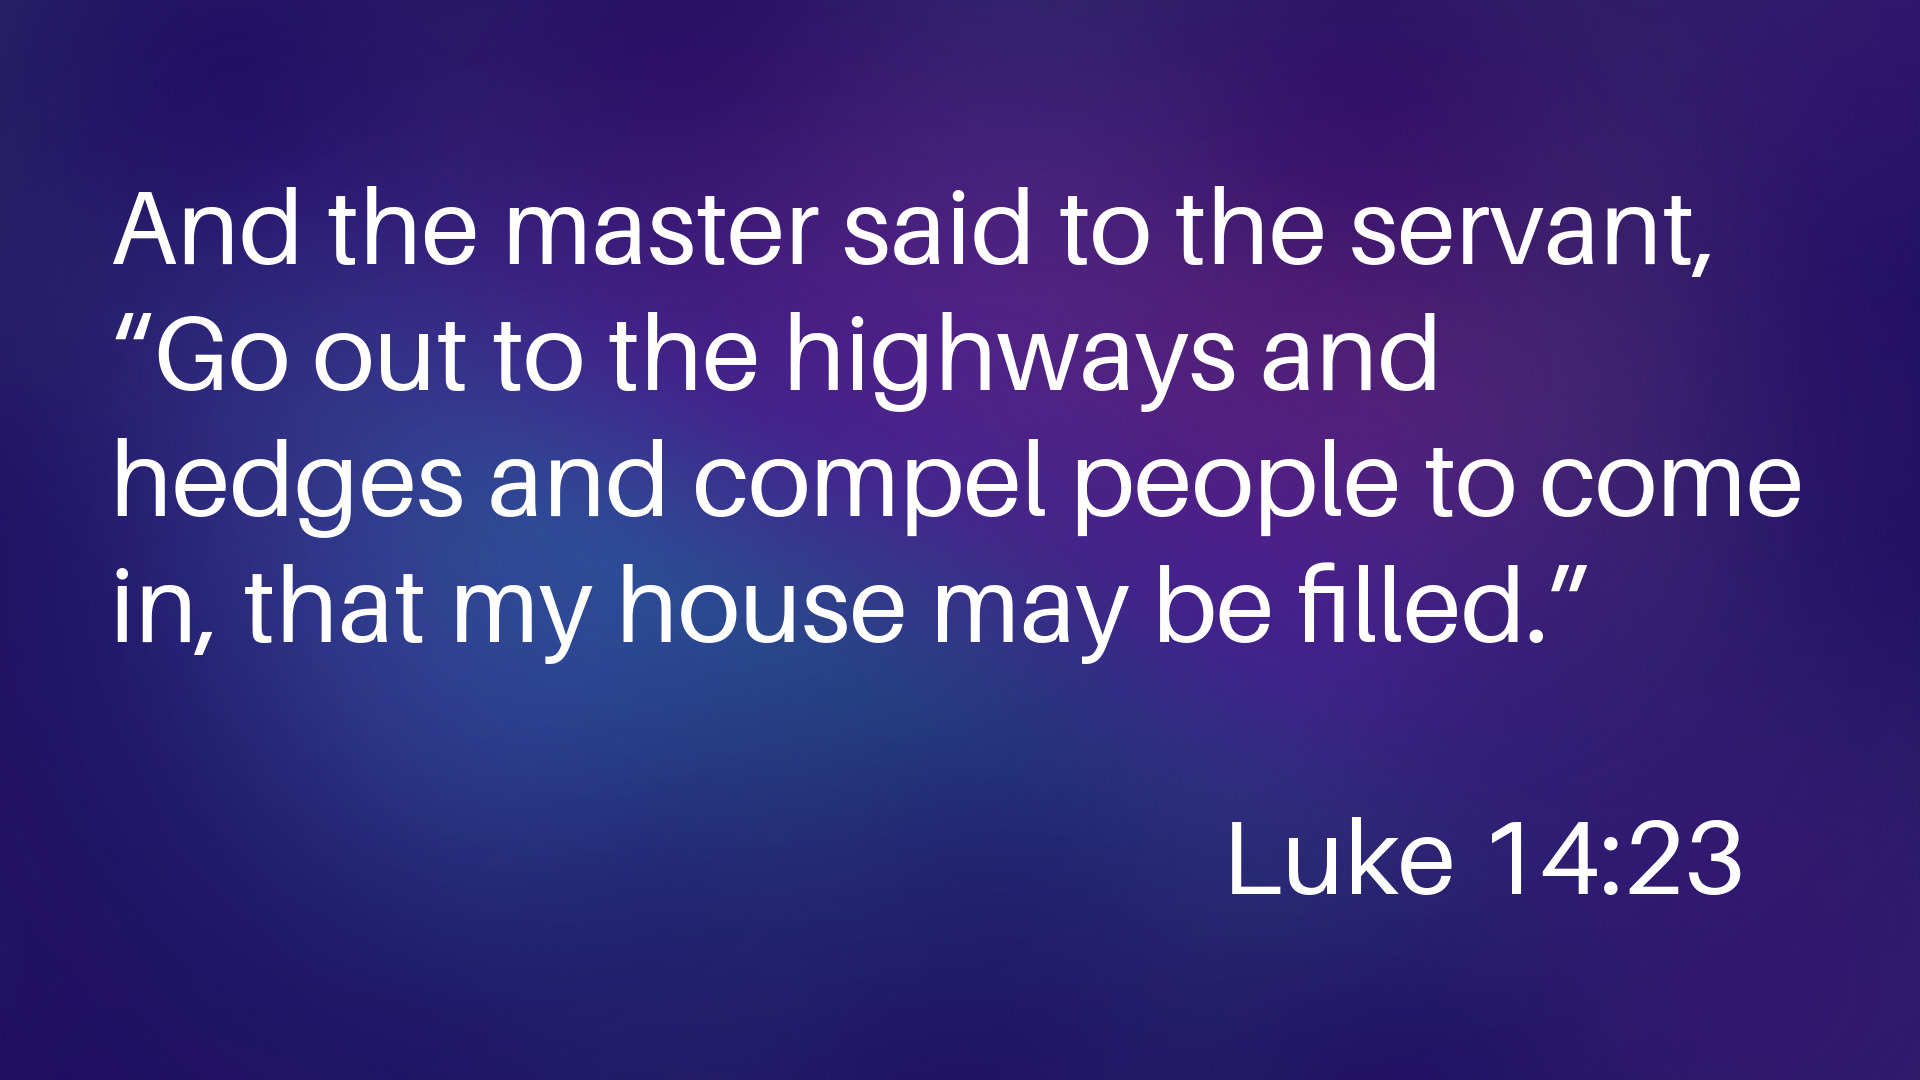 And the master said to the servant,
“Go out to the highways and
hedges and compel people to come
in, that my house may be filled.”
Luke 14:23